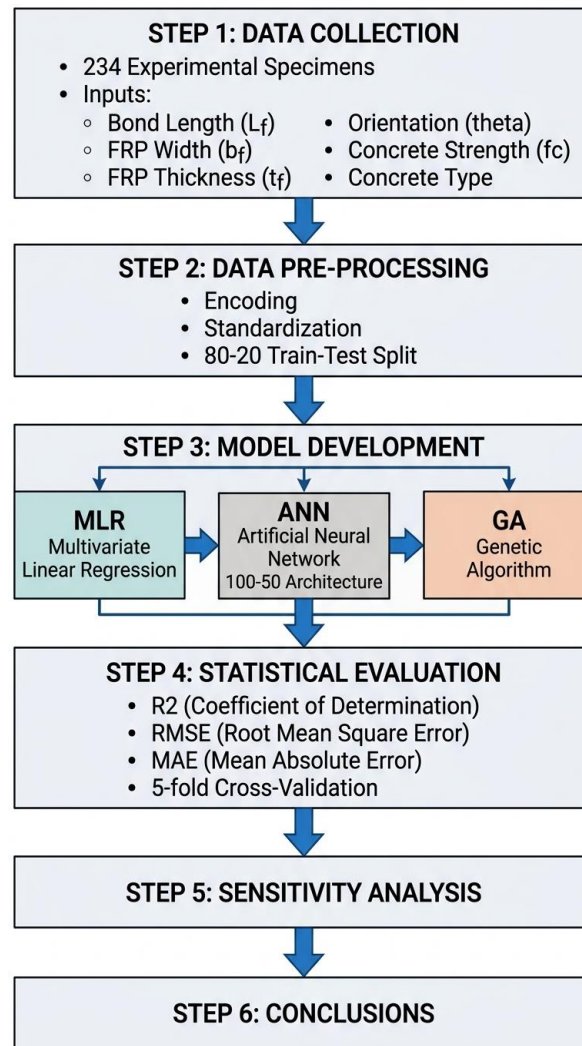 STEP 1: DATA COLLECTION
• 234 Experimental Specimens
• Inputs:
○ Bond Length (Lf)
○ FRP Width (bf)
○ FRP Thickness (tf)
• Orientation (theta)
• Concrete Strength (fc)
• Concrete Type
STEP 2: DATA PRE-PROCESSING
• Encoding
• Standardization
• 80-20 Train-Test Split
STEP 3: MODEL DEVELOPMENT
MLR
Multivariate
Linear Regression
ANN
Artificial Neural
Network
100-50 Architecture
GA
Genetic
Algorithm
STEP 4: STATISTICAL EVALUATION
• R2 (Coefficient of Determination)
• RMSE (Root Mean Square Error)
• MAE (Mean Absolute Error)
• 5-fold Cross-Validation
STEP 5: SENSITIVITY ANALYSIS
STEP 6: CONCLUSIONS